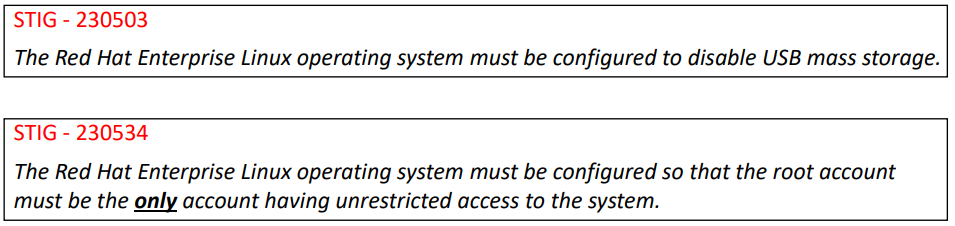 STIG - 230503
The Red Hat Enterprise Linux operating system must be configured to disable USB mass storage.
STIG - 230534
The Red Hat Enterprise Linux operating system must be configured so that the root account
must be the only account having unrestricted access to the system.